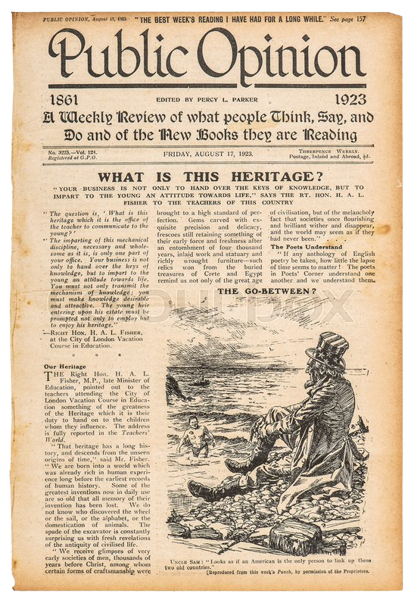 PUBLIC OPINION, August 17, 1923. "THE BEST WEEK'S READING I HAVE HAD FOR A LONG WHILE." See page 157
Public Opinion
1861 EDITED BY PERCY L. PARKER 1923
A Weekly Review of what people Think, Say, and
Do and of the New Books they are Reading
No. 3225.—Vol. 124.
Registered at G.P.O.
FRIDAY, AUGUST 17, 1923.
THREEPENCE WEEKLY.
Postage, Inland and Abroad, ½d.
WHAT IS THIS HERITAGE?
"YOUR BUSINESS IS NOT ONLY TO HAND OVER THE KEYS OF KNOWLEDGE, BUT TO
IMPART TO THE YOUNG AN ATTITUDE TOWARDS LIFE," SAYS THE RT. HON. H. A. L.
FISHER TO THE TEACHERS OF THIS COUNTRY
"The question is, 'What is this
heritage which it is the office of
the teacher to communicate to the
young?'
"The imparting of this mechanical
discipline, necessary and whole-
some as it is, is only one part of
your office. Your business is not
only to hand over the keys of
knowledge, but to impart to the
young an attitude towards life.
You must not only transmit the
mechanism of knowledge; you
must make knowledge desirable
and attractive. The young live
entering upon his estate must be
prompted not only to employ but
to enjoy his heritage."
—RIGHT HON. H. A. L. FISHER,
at the City of London Vacation
Course in Education.
* * *
Our Heritage
THE Right Hon. H. A. L.
Fisher, M.P., late Minister of
Education, pointed out to the
teachers attending the City of
London Vacation Course in Educa-
tion something of the greatness
of the Heritage which it is their
duty to hand on to the children
whom they influence. The address
is fully reported in the Teachers'
World.
"That heritage has a long his-
tory, and descends from the unseen
origins of time," said Mr. Fisher.
"We are born into a world which
was already rich in human experi-
ence long before the earliest records
of human history. Some of the
greatest inventions now in daily use
are so old that all memory of their
invention has been lost. We do
not know who discovered the wheel
or the sail, or the alphabet, or the
domestication of animals. The
spade of the excavator is constantly
surprising us with fresh revelations
of the antiquity of civilised life.
"We receive glimpses of very
early societies of men, thousands of
years before Christ, among whom
certain forms of craftsmanship were
brought to a high standard of per-
fection. Gems carved with ex-
quisite precision and delicacy,
frescoes still retaining something of
their early force and freshness after
an entombment of four thousand
years, inlaid work and statuary and
richly wrought furniture—such
relics won from the buried
treasures of Crete and Egypt
remind us not only of the great age
of civilisation, but of the melancholy
fact that societies once flourishing
and brilliant wither and disappear,
and the world may seem as if they
had never been."
The Poets Understand
"If any anthology of English
poetry be taken, how little the lapse
of time seems to matter! The poets
in Poets' Corner understand one
another and we understand them.
THE GO-BETWEEN?
UNCLE SAM: "Looks as if an American is the only person to link up those
two old countries."
[Reproduced from this week's Punch, by permission of the Proprietors.